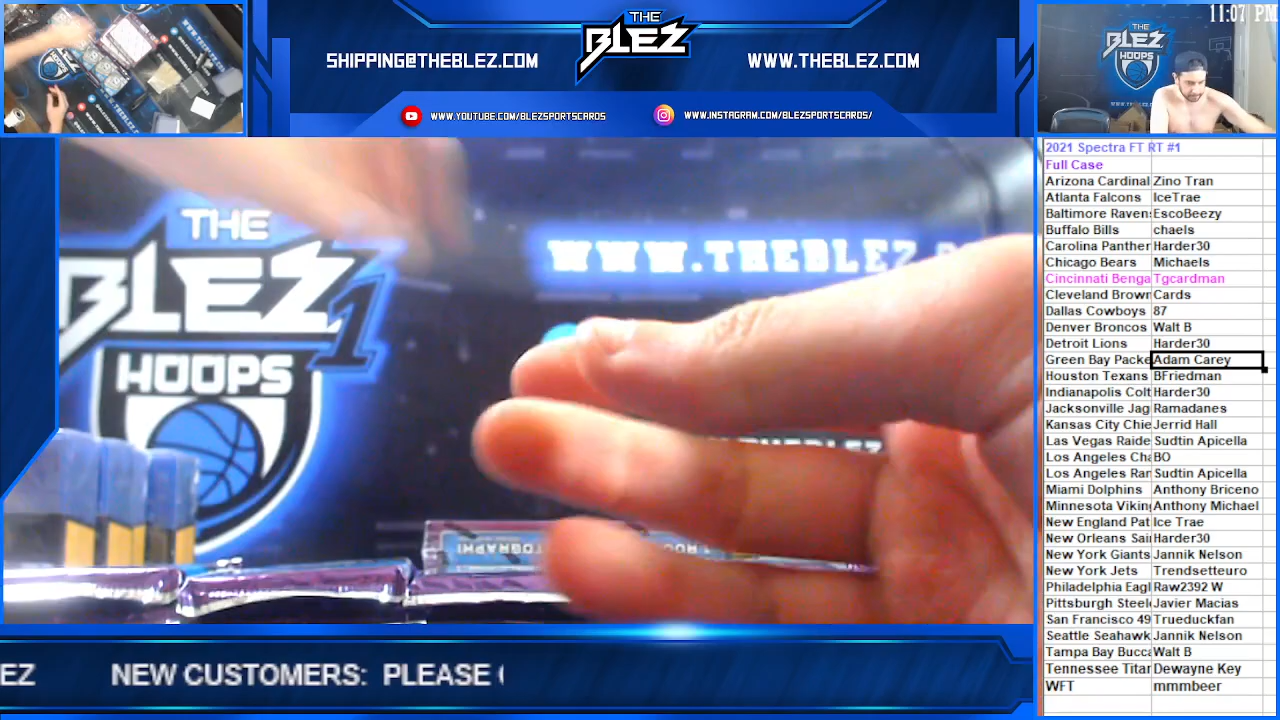 11:07 PM
THE
BLEZ
SHIPPING@THEBLEZ.COM
WWW.THEBLEZ.COM
WWW.YOUTUBE.COM/BLEZSPORTSCARDS
WWW.INSTAGRAM.COM/BLEZSPORTSCARDS/
THE
BLEZ
HOOPS
THE
BLEZ 1
HOOPS
WWW.THEBLEZ.
2021 Spectra FT RT #1
Full Case
Arizona Cardinal Zino Tran
Atlanta Falcons IceTrae
Baltimore Raven EscoBeezy
Buffalo Bills chaels
Carolina Panther Harder30
Chicago Bears Michaels
Cincinnati Benga Tgcardman
Cleveland Brown Cards
Dallas Cowboys 87
Denver Broncos Walt B
Detroit Lions Harder30
Green Bay Packe Adam Carey
Houston Texans BFriedman
Indianapolis Colt Harder30
Jacksonville Jag Ramadanes
Kansas City Chie Jerrid Hall
Las Vegas Raide Sudtin Apicella
Los Angeles Cha BO
Los Angeles Ran Sudtin Apicella
Miami Dolphins Anthony Briceno
Minnesota Vikin Anthony Michael
New England Pat Ice Trae
New Orleans Sai Harder30
New York Giants Jannik Nelson
New York Jets Trendsetteuro
Philadelphia Eagl Raw2392 W
Pittsburgh Steel Javier Macias
San Francisco 49 Trueduckfan
Seattle Seahawk Jannik Nelson
Tampa Bay Bucca Walt B
Tennessee Titan Dewayne Key
WFT mmmbeer
EZ NEW CUSTOMERS: PLEASE